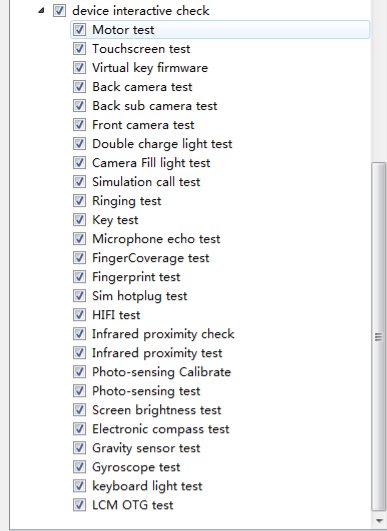 device interactive check
Motor test
Touchscreen test
Virtual key firmware
Back camera test
Back sub camera test
Front camera test
Double charge light test
Camera Fill light test
Simulation call test
Ringing test
Key test
Microphone echo test
FingerCoverage test
Fingerprint test
Sim hotplug test
HIFI test
Infrared proximity check
Infrared proximity test
Photo-sensing Calibrate
Photo-sensing test
Screen brightness test
Electronic compass test
Gravity sensor test
Gyroscope test
keyboard light test
LCM OTG test